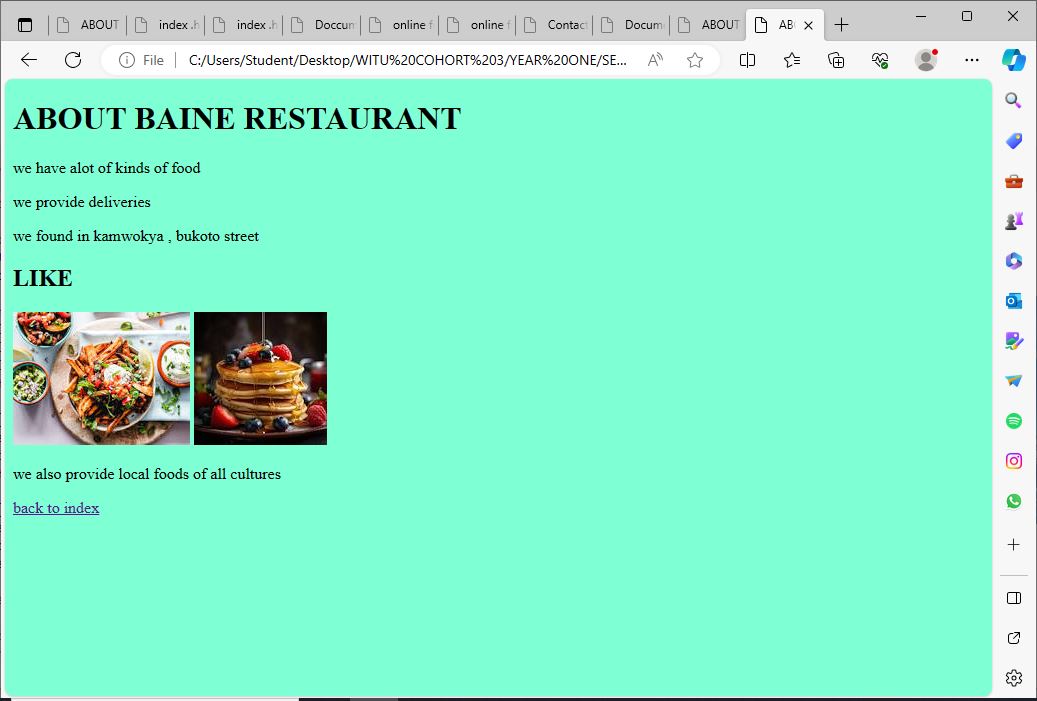 ABOUT
index .h
index .h
Doccum
online f
online f
Contac
Docum
ABOUT
AB
File
C:/Users/Student/Desktop/WITU%20COHORT%203/YEAR%20ONE/SE...
ABOUT BAINE RESTAURANT
we have alot of kinds of food
we provide deliveries
we found in kamwokya , bukoto street
LIKE
we also provide local foods of all cultures
back to index